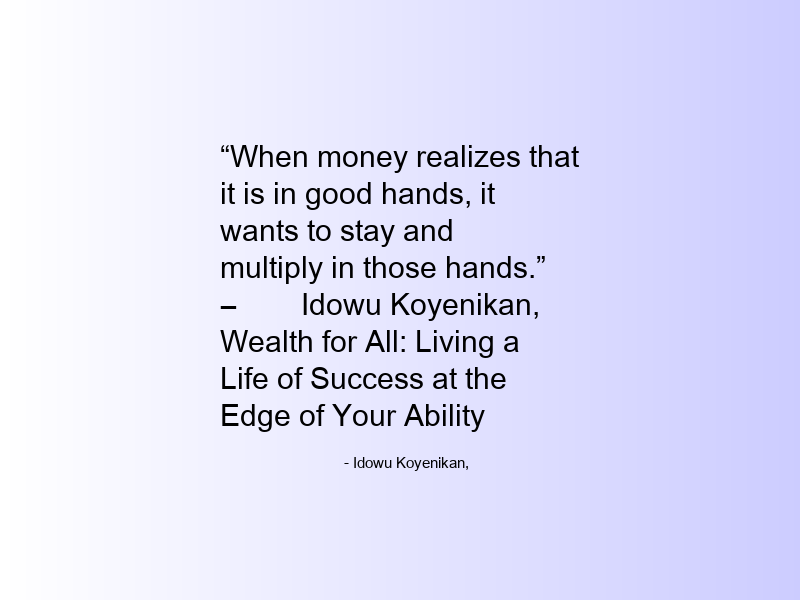 “When money realizes that
it is in good hands, it
wants to stay and
multiply in those hands.”
–        Idowu Koyenikan,
Wealth for All: Living a
Life of Success at the
Edge of Your Ability
- Idowu Koyenikan,